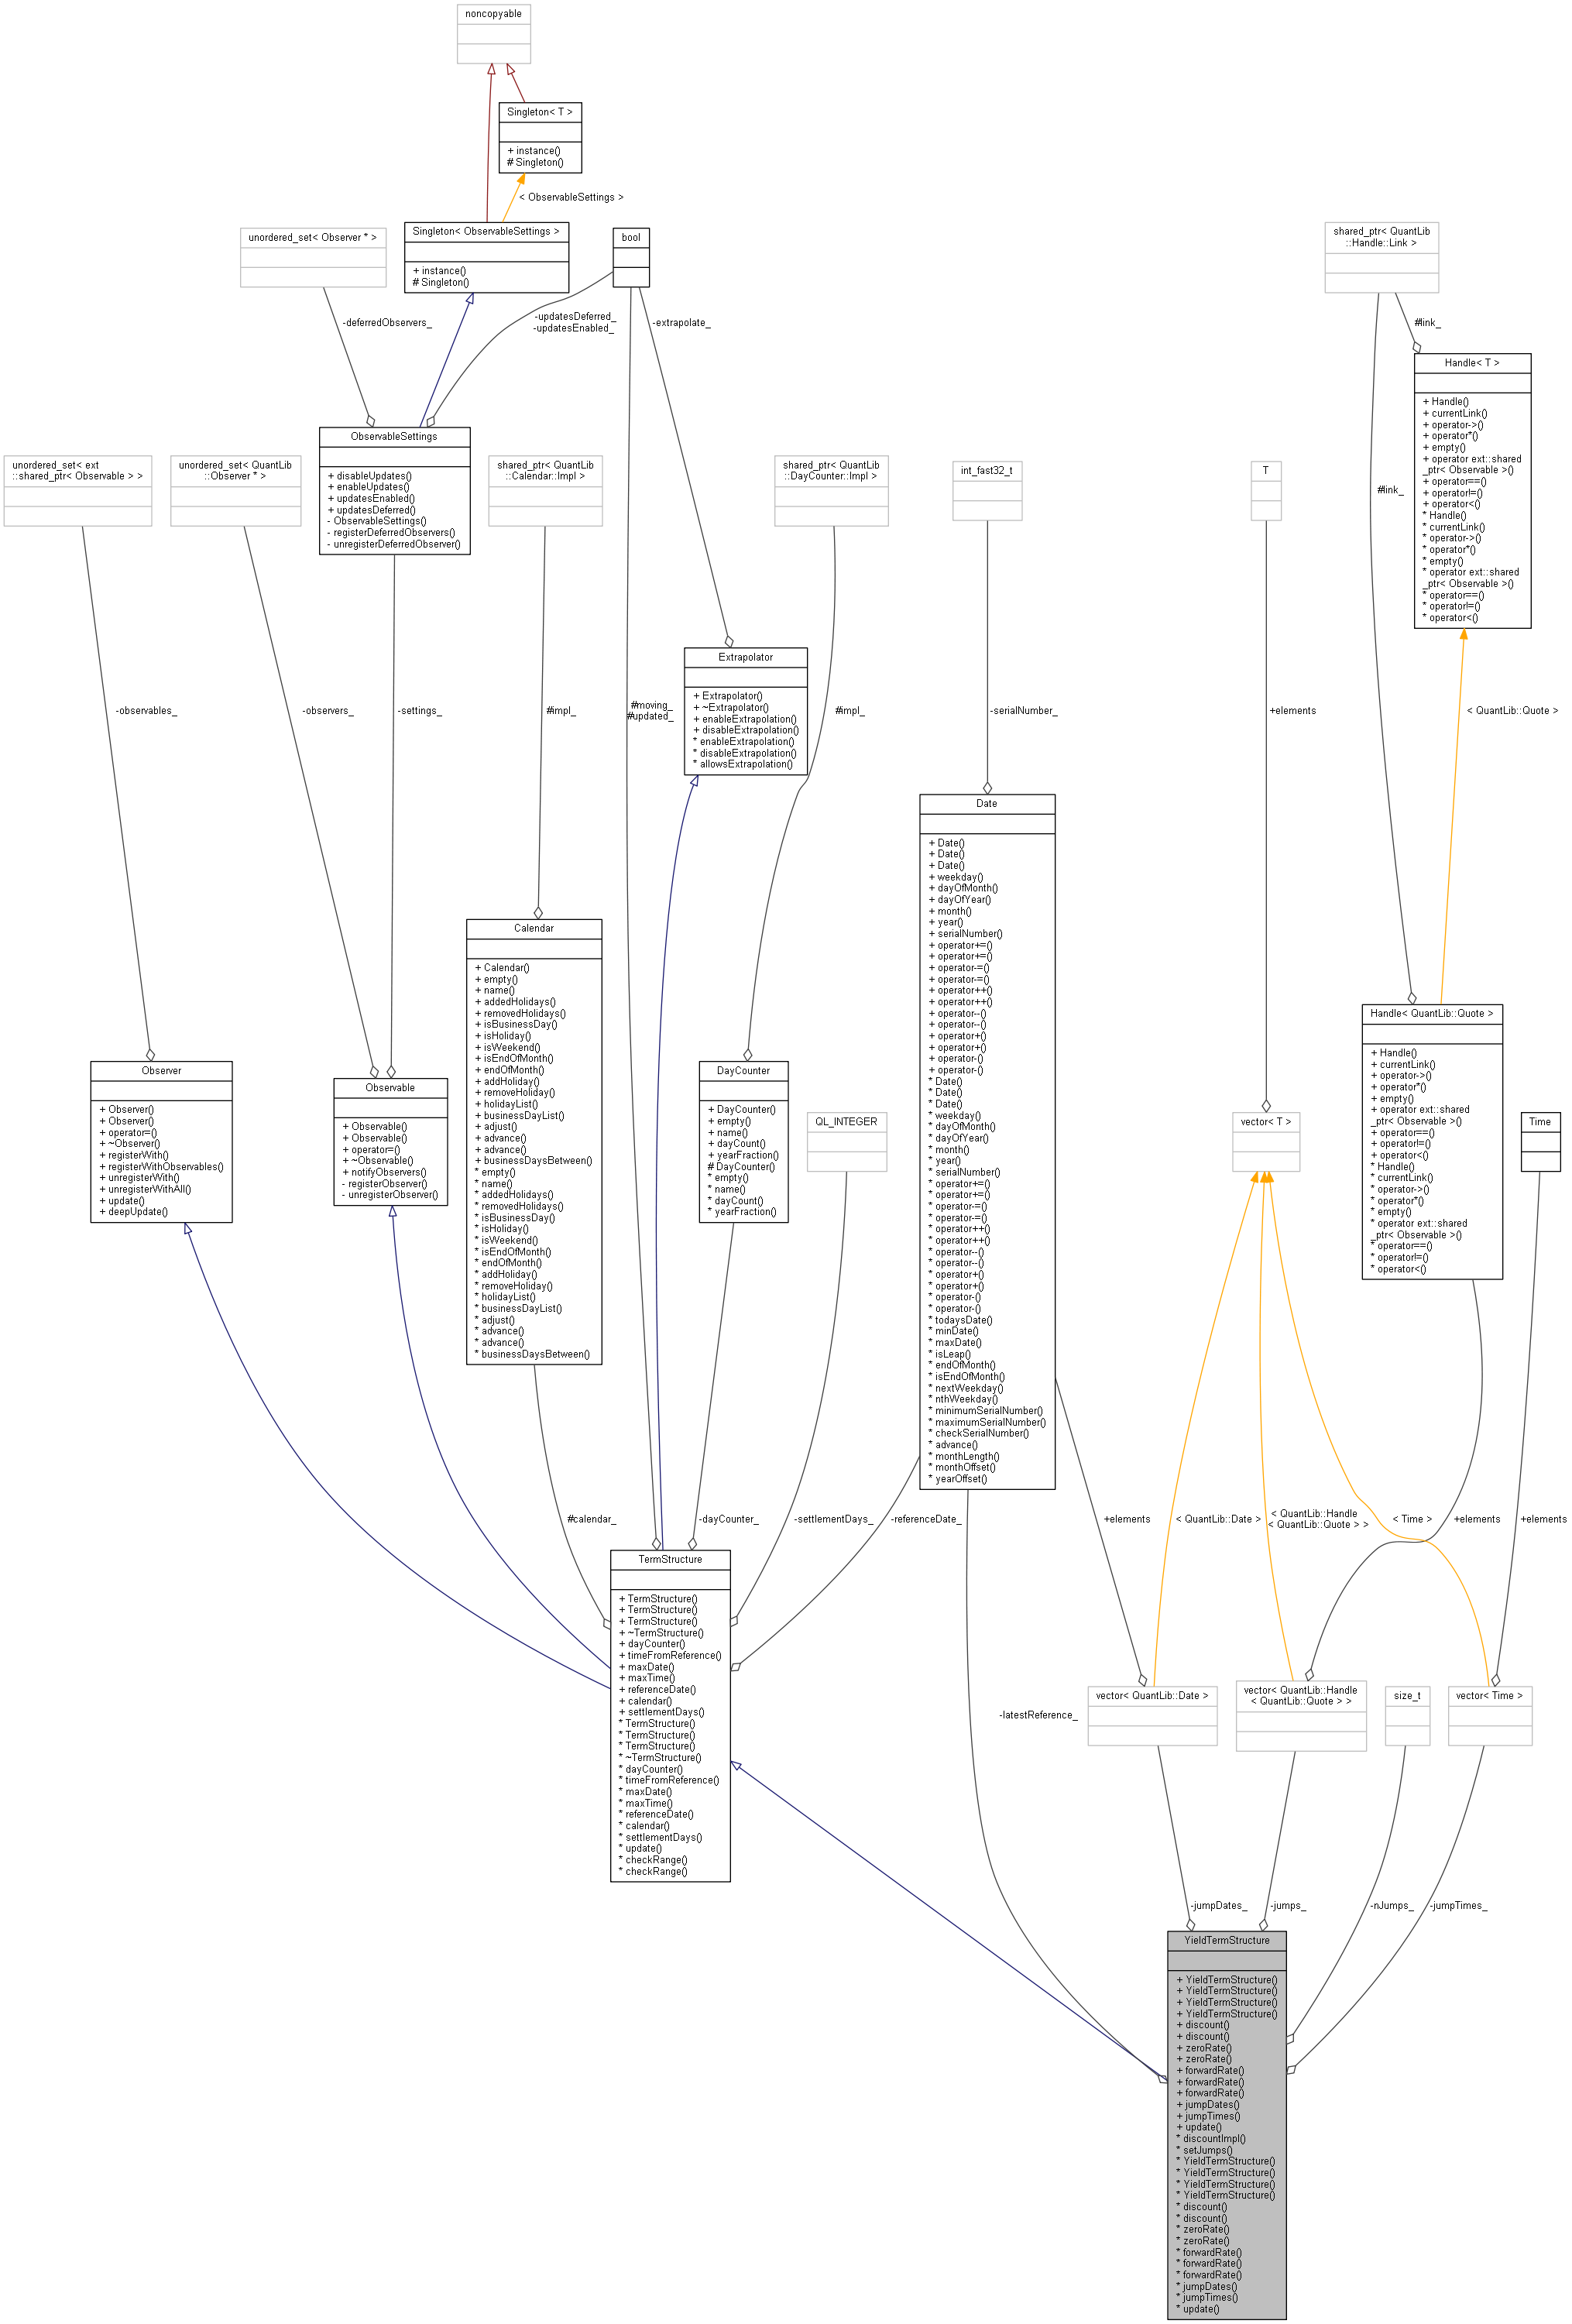 noncopyable
Singleton< T >
+ instance()
# Singleton()
< ObservableSettings >
unordered_set< Observer * >
Singleton< ObservableSettings >
+ instance()
# Singleton()
bool
shared_ptr< QuantLib
::Handle::Link >
-deferredObservers_
-updatesDeferred_
-updatesEnabled_
-extrapolate_
#link_
Handle< T >
+ Handle()
+ currentLink()
+ operator->()
+ operator*()
+ empty()
+ operator ext::shared
_ptr< Observable >()
+ operator==()
+ operator!=()
+ operator<()
* Handle()
* currentLink()
* operator->()
* operator*()
* empty()
* operator ext::shared
_ptr< Observable >()
* operator==()
* operator!=()
* operator<()
#link_
unordered_set< ext
::shared_ptr< Observable > >
unordered_set< QuantLib
::Observer * >
ObservableSettings
+ disableUpdates()
+ enableUpdates()
+ updatesEnabled()
+ updatesDeferred()
- ObservableSettings()
- registerDeferredObservers()
- unregisterDeferredObserver()
shared_ptr< QuantLib
::Calendar::Impl >
shared_ptr< QuantLib
::DayCounter::Impl >
int_fast32_t
T
-observables_
-observers_
-settings_
#impl_
#moving_
#updated_
Extrapolator
+ Extrapolator()
+ ~Extrapolator()
+ enableExtrapolation()
+ disableExtrapolation()
* enableExtrapolation()
* disableExtrapolation()
* allowsExtrapolation()
#impl_
-serialNumber_
+elements
< QuantLib::Quote >
Date
+ Date()
+ Date()
+ Date()
+ weekday()
+ dayOfMonth()
+ dayOfYear()
+ month()
+ year()
+ serialNumber()
+ operator+=()
+ operator+=()
+ operator-=()
+ operator-=()
+ operator++()
+ operator++()
+ operator--()
+ operator--()
+ operator+()
+ operator+()
+ operator-()
+ operator-()
* Date()
* Date()
* Date()
* weekday()
* dayOfMonth()
* dayOfYear()
* month()
* year()
* serialNumber()
* operator+=()
* operator+=()
* operator-=()
* operator-=()
* operator++()
* operator++()
* operator--()
* operator--()
* operator+()
* operator+()
* operator-()
* operator-()
* todaysDate()
* minDate()
* maxDate()
* isLeap()
* endOfMonth()
* isEndOfMonth()
* nextWeekday()
* nthWeekday()
* minimumSerialNumber()
* maximumSerialNumber()
* checkSerialNumber()
* advance()
* monthLength()
* monthOffset()
* yearOffset()
Calendar
+ Calendar()
+ empty()
+ name()
+ addedHolidays()
+ removedHolidays()
+ isBusinessDay()
+ isHoliday()
+ isWeekend()
+ isEndOfMonth()
+ endOfMonth()
+ addHoliday()
+ removeHoliday()
+ holidayList()
+ businessDayList()
+ adjust()
+ advance()
+ advance()
+ businessDaysBetween()
* empty()
* name()
* addedHolidays()
* removedHolidays()
* isBusinessDay()
* isHoliday()
* isWeekend()
* isEndOfMonth()
* endOfMonth()
* addHoliday()
* removeHoliday()
* holidayList()
* businessDayList()
* adjust()
* advance()
* advance()
* businessDaysBetween()
Handle< QuantLib::Quote >
+ Handle()
+ currentLink()
+ operator->()
+ operator*()
+ empty()
+ operator ext::shared
_ptr< Observable >()
+ operator==()
+ operator!=()
+ operator<()
* Handle()
* currentLink()
* operator->()
* operator*()
* empty()
* operator ext::shared
_ptr< Observable >()
* operator==()
* operator!=()
* operator<()
Observer
+ Observer()
+ Observer()
+ operator=()
+ ~Observer()
+ registerWith()
+ registerWithObservables()
+ unregisterWith()
+ unregisterWithAll()
+ update()
+ deepUpdate()
Observable
+ Observable()
+ Observable()
+ operator=()
+ ~Observable()
+ notifyObservers()
- registerObserver()
- unregisterObserver()
DayCounter
+ DayCounter()
+ empty()
+ name()
+ dayCount()
+ yearFraction()
# DayCounter()
* empty()
* name()
* dayCount()
* yearFraction()
QL_INTEGER
vector< T >
Time
#calendar_
-dayCounter_
-settlementDays_
-referenceDate_
+elements
< QuantLib::Date >
< QuantLib::Handle
< QuantLib::Quote > >
< Time >
+elements
+elements
TermStructure
+ TermStructure()
+ TermStructure()
+ TermStructure()
+ ~TermStructure()
+ dayCounter()
+ timeFromReference()
+ maxDate()
+ maxTime()
+ referenceDate()
+ calendar()
+ settlementDays()
* TermStructure()
* TermStructure()
* TermStructure()
* ~TermStructure()
* dayCounter()
* timeFromReference()
* maxDate()
* maxTime()
* referenceDate()
* calendar()
* settlementDays()
* update()
* checkRange()
* checkRange()
-latestReference_
vector< QuantLib::Date >
vector< QuantLib::Handle
< QuantLib::Quote > >
size_t
vector< Time >
-jumpDates_
-jumps_
-nJumps_
-jumpTimes_
YieldTermStructure
+ YieldTermStructure()
+ YieldTermStructure()
+ YieldTermStructure()
+ YieldTermStructure()
+ discount()
+ discount()
+ zeroRate()
+ zeroRate()
+ forwardRate()
+ forwardRate()
+ forwardRate()
+ jumpDates()
+ jumpTimes()
+ update()
* discountImpl()
* setJumps()
* YieldTermStructure()
* YieldTermStructure()
* YieldTermStructure()
* YieldTermStructure()
* discount()
* discount()
* zeroRate()
* zeroRate()
* forwardRate()
* forwardRate()
* forwardRate()
* jumpDates()
* jumpTimes()
* update()